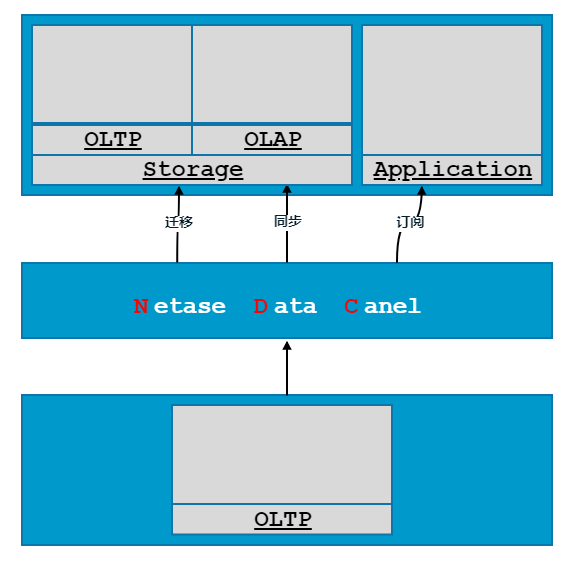 OLTP OLAP
Storage Application
迁移 同步 订阅
Netase Data Canel
OLTP